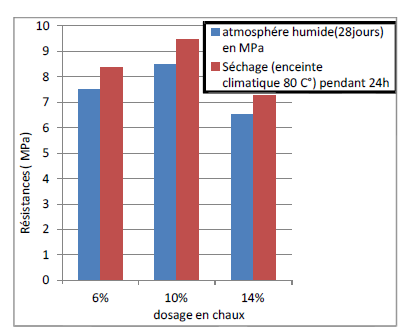 10
9
8
7
6
5
4
3
2
1
0
Résistances ( MPa)
atmosphére humide(28jours)
en MPa
Séchage (enceinte
climatique 80 C°) pendant 24h
6%
10%
14%
dosage en chaux